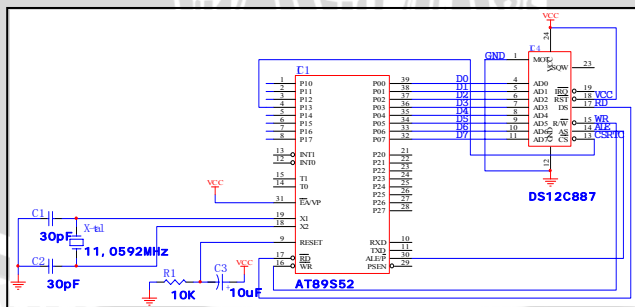 VCC
24
IC1
IC4
GND 1 MOT VCC SQW 23
1 P10 P00 39 D0 4 AD0
2 P11 P01 38 D1 5 AD1 IRQ 19
3 P12 P02 37 D2 6 AD2 RST 18 VCC
4 P13 P03 36 D3 7 AD3 DS 17 RD
5 P14 P04 35 D4 8 AD4
6 P15 P05 34 D5 9 AD5 R/W 15 WR
7 P16 P06 33 D6 10 AD6 AS 14 ALE
8 P17 P07 32 D7 11 AD7 CS 13 CSRTC
GND
12
13 INT1 P20 21
12 INT0 P21 22
P22 23
15 T1 P23 24
14 T0 P24 25
P25 26
31 EA/VP P26 27
P27 28
DS12C887
VCC
19 X1
18 X2
C1
30pF
X-tal
11,0592MHz
C2
30pF
9 RESET RXD 10
TXD 11
17 RD ALE/P 30
16 WR PSEN 29
AT89S52
R1
10K
C3
+
10uF
VCC